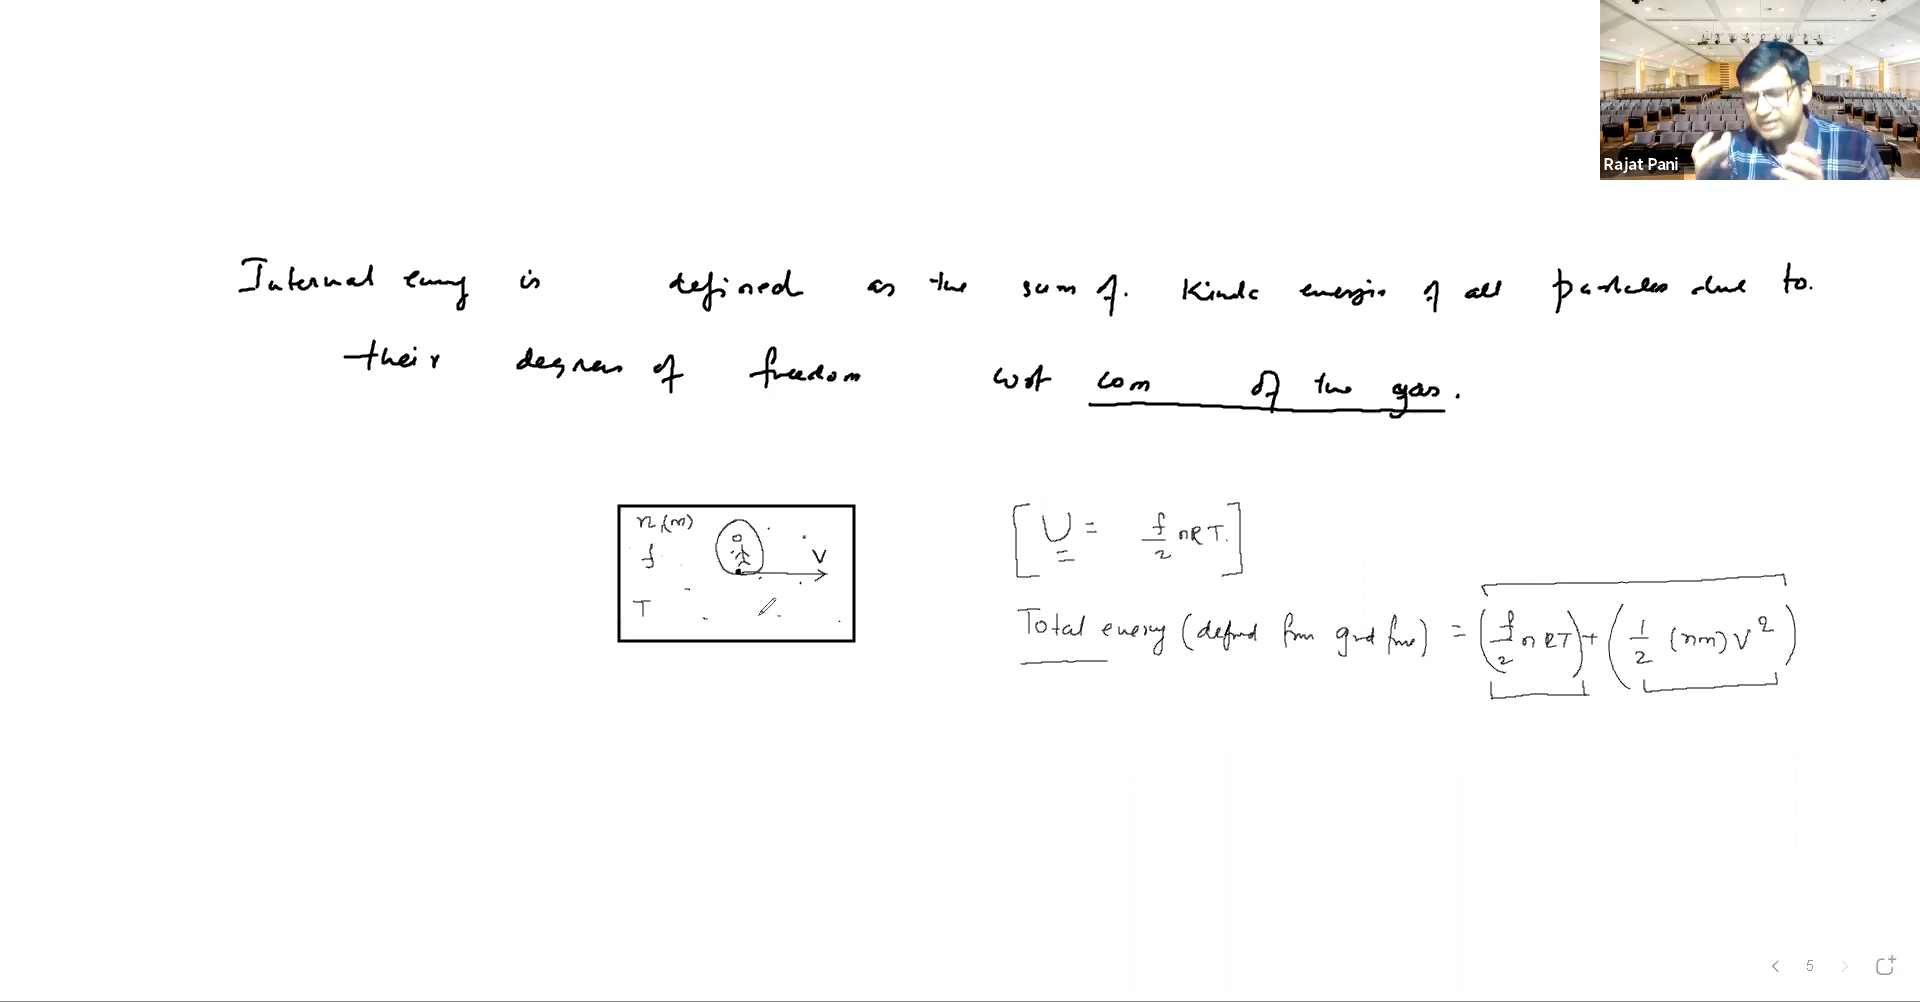 Rajat Pani
Internal energy is defined as the sum of. Kinetic energies of all particles due to.
their degrees of freedom wrt com of the gas.
n,(m)
f
V
T
[U = f/2 nRT.]
Total energy (defined from gnd frame) = (f/2 nRT) + (1/2 (nm) V^2)
5